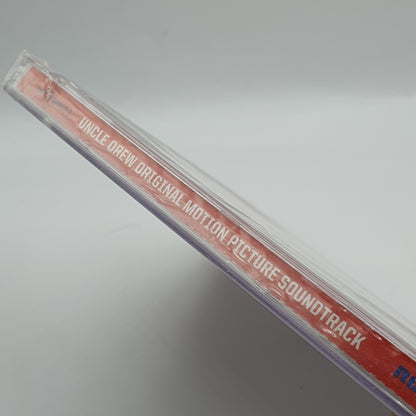 UNCLE DREW ORIGINAL MOTION PICTURE SOUNDTRACK